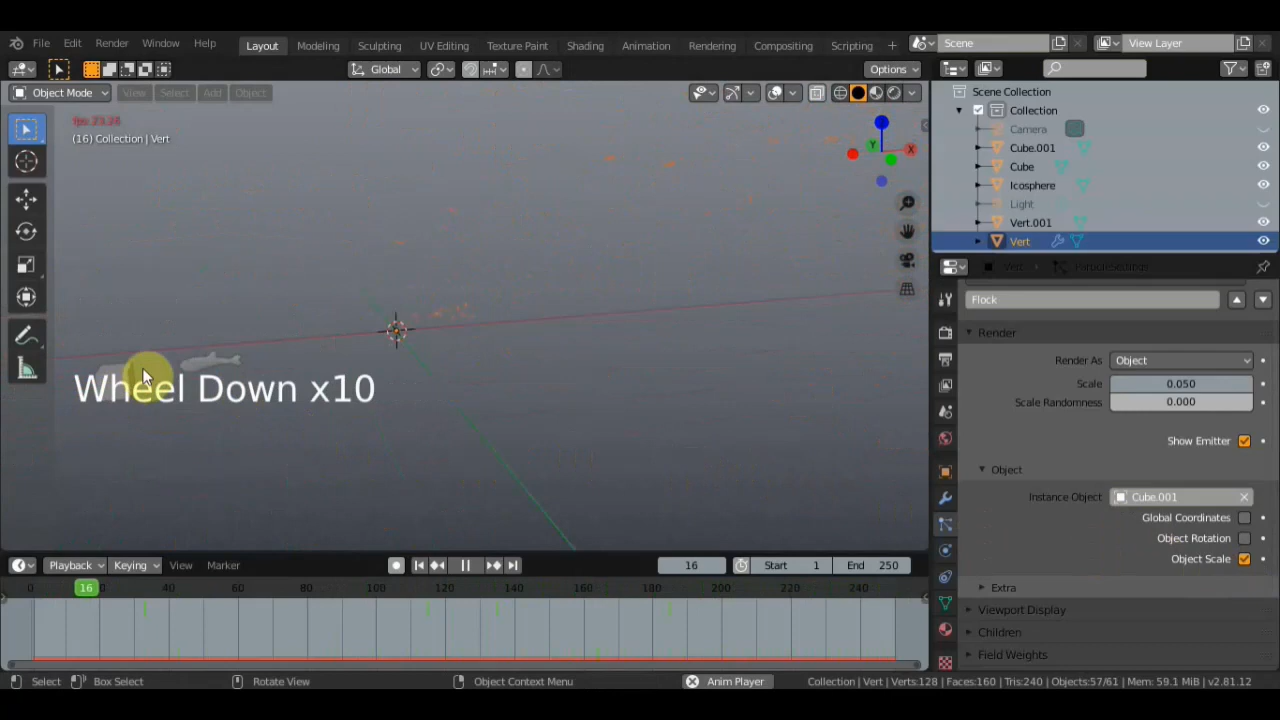 File Edit Render Window Help Layout Modeling Sculpting UV Editing Texture Paint Shading Animation Rendering Compositing Scripting + Scene View Layer
Global Options
Object Mode View Select Add Object
Scene Collection
Collection
Camera
Cube.001
Cube
Icosphere
Light
Vert.001
Vert
fps: 23.26
(16) Collection | Vert
X
Y
Wheel Down x10
Vert ParticleSettings
Flock
Render
Render As Object
Scale 0.050
Scale Randomness 0.000
Show Emitter
Object
Instance Object Cube.001
Global Coordinates
Object Rotation
Object Scale
Extra
Viewport Display
Children
Field Weights
Playback Keying View Marker 16 Start 1 End 250
0 16 40 60 80 100 120 140 160 180 200 220 240
Select Box Select Rotate View Object Context Menu Anim Player Collection | Vert | Verts:128 | Faces:160 | Tris:240 | Objects:57/61 | Mem: 59.1 MiB | v2.81.12